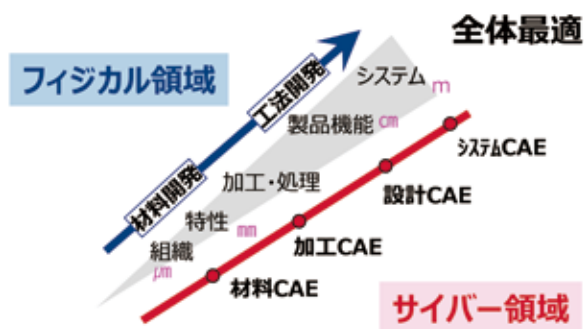 全体最適
フィジカル領域
工法開発
材料開発
システム m
製品機能 cm
加工・処理
特性 mm
組織
μm
システムCAE
設計CAE
加工CAE
材料CAE
サイバー領域